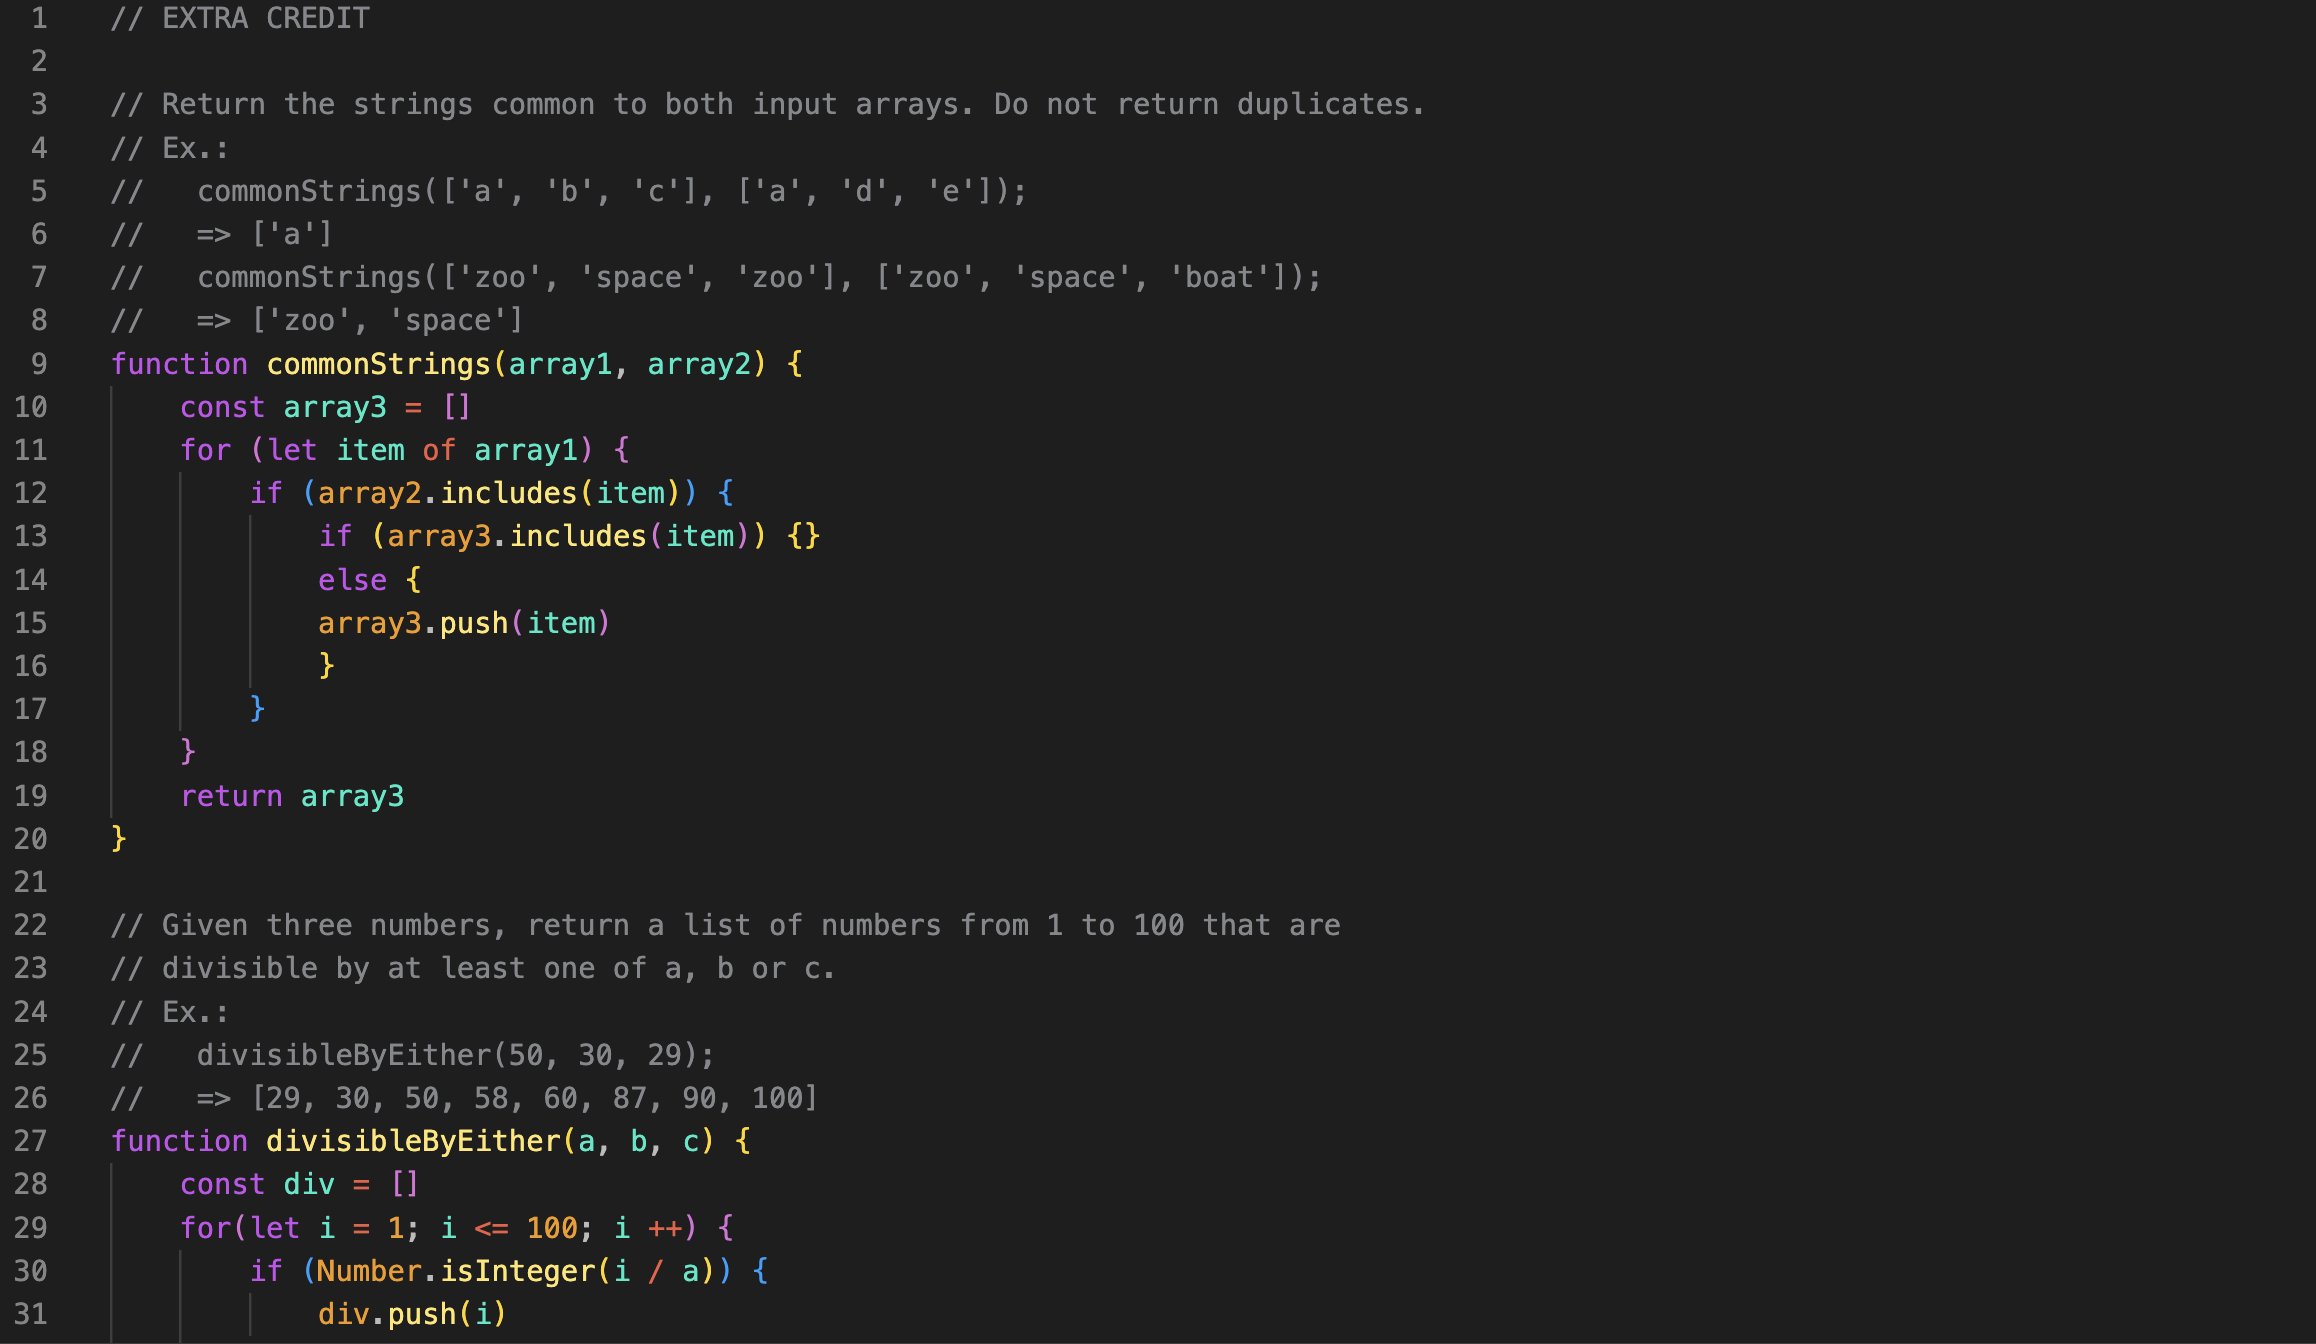 1 // EXTRA CREDIT
2
3 // Return the strings common to both input arrays. Do not return duplicates.
4 // Ex.:
5 //   commonStrings(['a', 'b', 'c'], ['a', 'd', 'e']);
6 //   => ['a']
7 //   commonStrings(['zoo', 'space', 'zoo'], ['zoo', 'space', 'boat']);
8 //   => ['zoo', 'space']
9 function commonStrings(array1, array2) {
10     const array3 = []
11     for (let item of array1) {
12         if (array2.includes(item)) {
13             if (array3.includes(item)) {}
14             else {
15             array3.push(item)
16             }
17         }
18     }
19     return array3
20 }
21
22 // Given three numbers, return a list of numbers from 1 to 100 that are
23 // divisible by at least one of a, b or c.
24 // Ex.:
25 //   divisibleByEither(50, 30, 29);
26 //   => [29, 30, 50, 58, 60, 87, 90, 100]
27 function divisibleByEither(a, b, c) {
28     const div = []
29     for(let i = 1; i <= 100; i ++) {
30         if (Number.isInteger(i / a)) {
31             div.push(i)